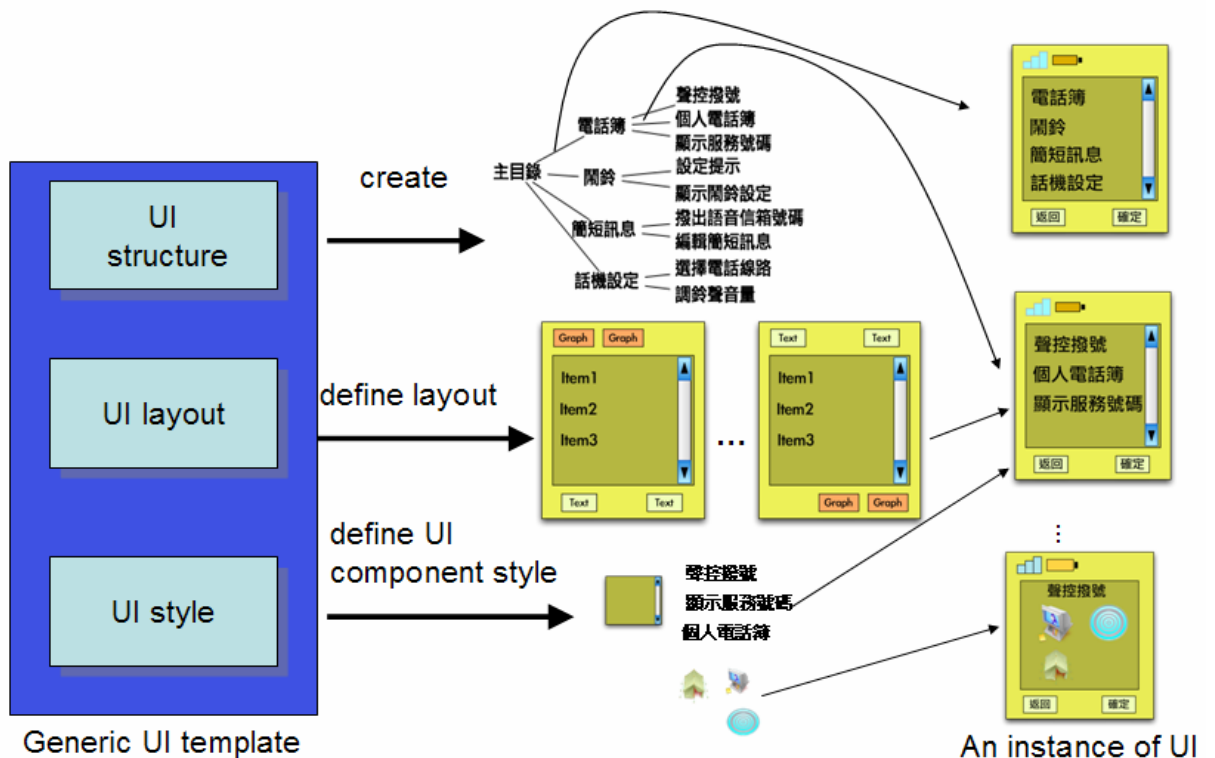 UI
structure
UI layout
UI style
Generic UI template
create
define layout
define UI
component style
主目錄
電話簿
聲控撥號
個人電話簿
顯示服務號碼
鬧鈴
設定提示
顯示鬧鈴設定
簡短訊息
撥出語音信箱號碼
編輯簡短訊息
話機設定
選擇電話線路
調鈴聲音量
Graph Graph
Item1
Item2
Item3
Text Text
...
Text Text
Item1
Item2
Item3
Graph Graph
聲控撥號
顯示服務號碼
個人電話簿
電話簿
鬧鈴
簡短訊息
話機設定
返回 確定
聲控撥號
個人電話簿
顯示服務號碼
返回 確定
⋮
聲控撥號
返回 確定
An instance of UI